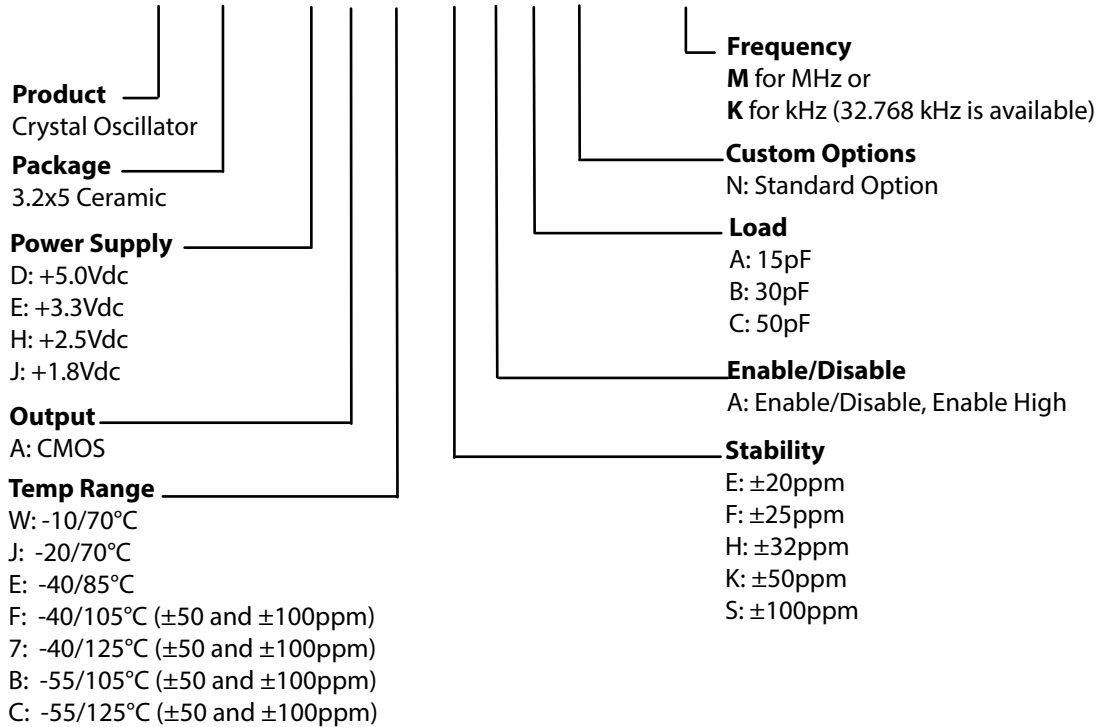 Product
Crystal Oscillator
Package
3.2x5 Ceramic
Power Supply
D: +5.0Vdc
E: +3.3Vdc
H: +2.5Vdc
J: +1.8Vdc
Output
A: CMOS
Temp Range
W: -10/70°C
J: -20/70°C
E: -40/85°C
F: -40/105°C (±50 and ±100ppm)
7: -40/125°C (±50 and ±100ppm)
B: -55/105°C (±50 and ±100ppm)
C: -55/125°C (±50 and ±100ppm)
Frequency
M for MHz or
K for kHz (32.768 kHz is available)
Custom Options
N: Standard Option
Load
A: 15pF
B: 30pF
C: 50pF
Enable/Disable
A: Enable/Disable, Enable High
Stability
E: ±20ppm
F: ±25ppm
H: ±32ppm
K: ±50ppm
S: ±100ppm